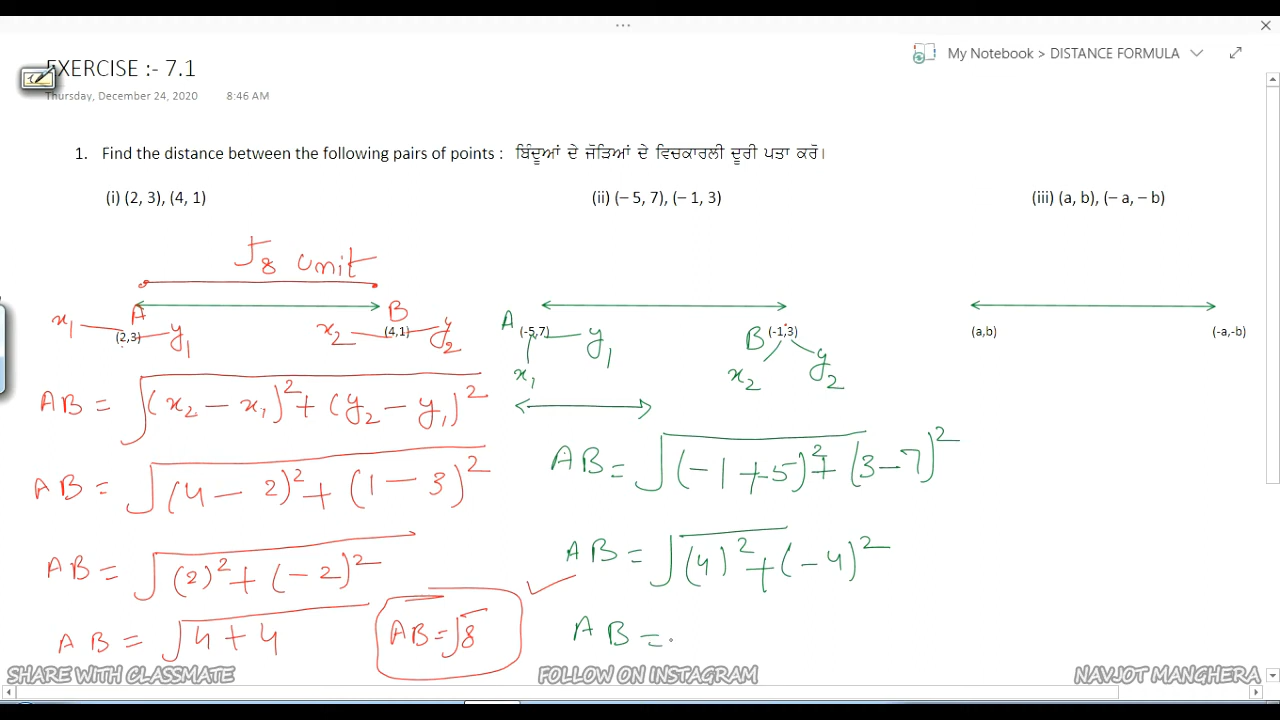 My Notebook > DISTANCE FORMULA
EXERCISE :- 7.1
Thursday, December 24, 2020 8:46 AM
1. Find the distance between the following pairs of points : ਬਿੰਦੂਆਂ ਦੇ ਜੋੜਿਆਂ ਦੇ ਵਿਚਕਾਰਲੀ ਦੂਰੀ ਪਤਾ ਕਰੋ।
(i) (2, 3), (4, 1) (ii) (– 5, 7), (– 1, 3) (iii) (a, b), (– a, – b)
√8 unit
A B
x₁ (2,3) y₁ x₂ (4,1) y₂
AB = √(x₂ – x₁)² + (y₂ – y₁)²
AB = √(4 – 2)² + (1 – 3)²
AB = √(2)² + (–2)²
AB = √4 + 4
AB = √8
A (-5,7) y₁ B (-1,3)
x₁ x₂ y₂
AB = √(–1 + 5)² + (3 – 7)²
AB = √(4)² + (–4)²
AB =
(a,b) (-a,-b)
SHARE WITH CLASSMATE FOLLOW ON INSTAGRAM NAVJOT MANGHERA